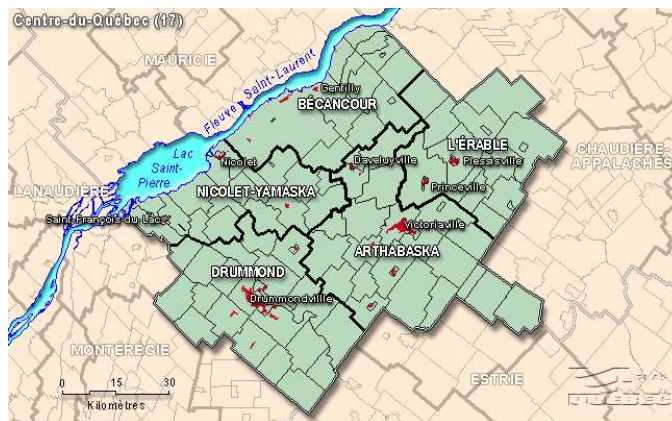 Centre-du-Québec (17)
MAURICIE
Fleuve Saint-Laurent
Gentilly
BÉCANCOUR
L'ÉRABLE
CHAUDIÈRE-
APPALACHES
Lac
Saint-
Pierre
Nicolet
Daveluyville
Plessisville
LANAUDIÈRE
NICOLET-YAMASKA
Princeville
Saint-François-du-Lac
Victoriaville
ARTHABASKA
DRUMMOND
Drummondvillle
MONTÉRÉGIE
ESTRIE
0 15 30
Kilomètres
QUÉBEC